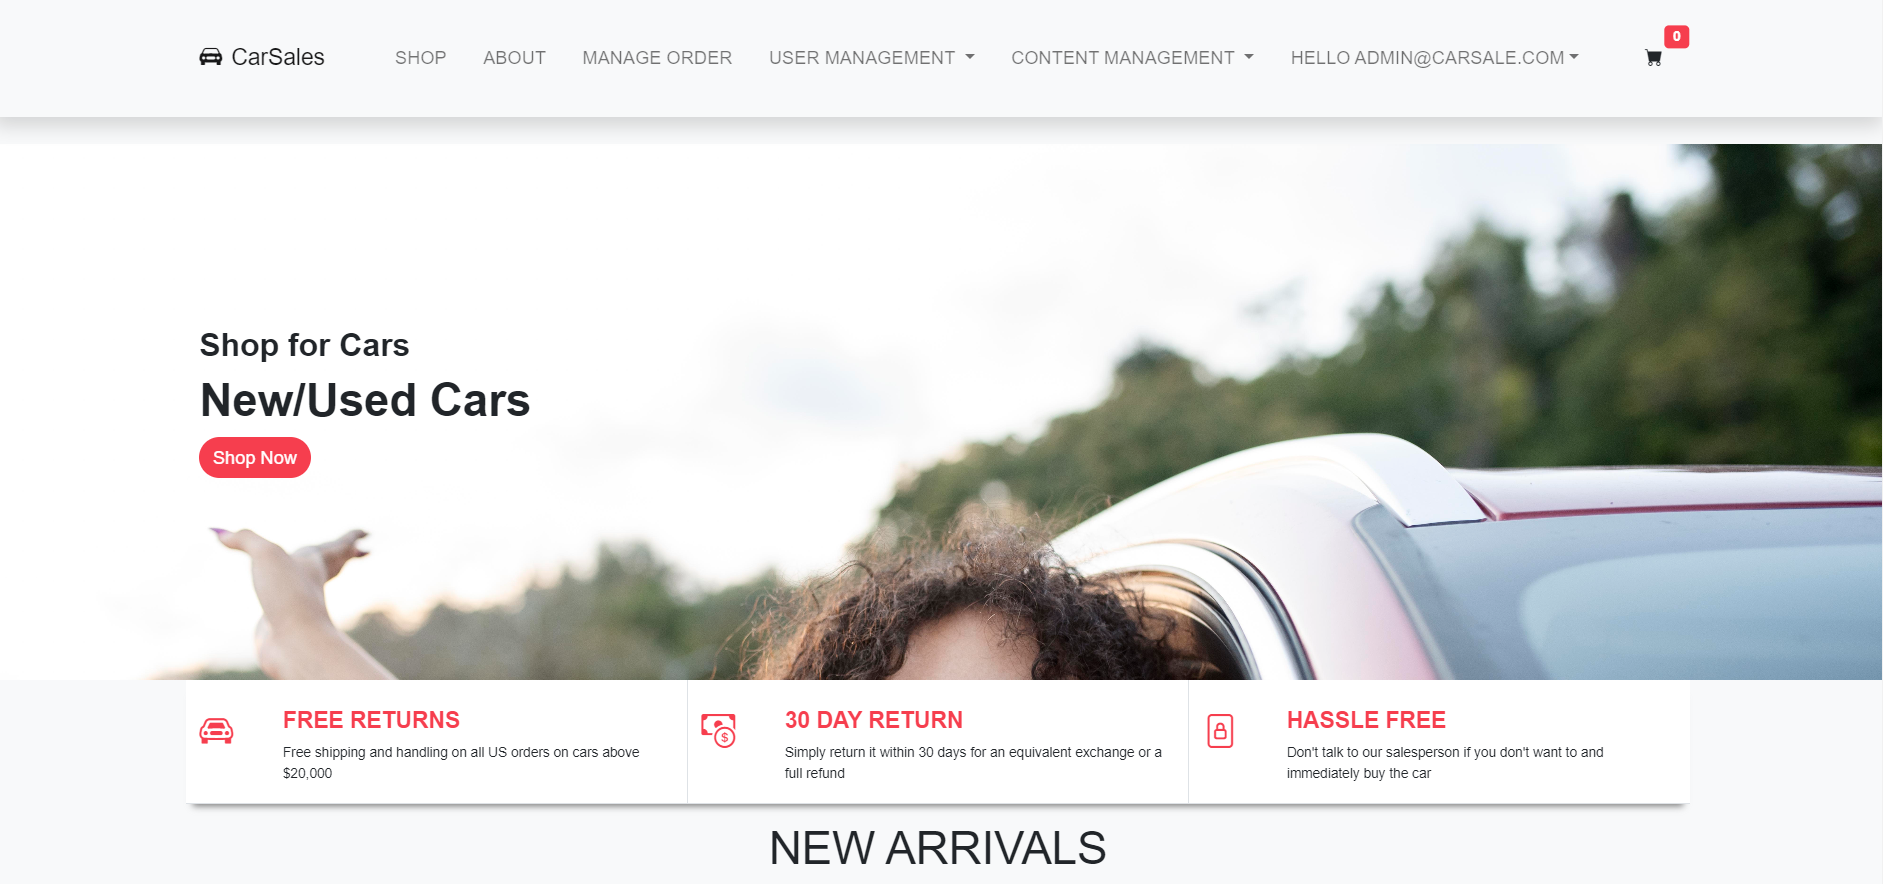 CarSales SHOP ABOUT MANAGE ORDER USER MANAGEMENT CONTENT MANAGEMENT HELLO ADMIN@CARSALE.COM 0
Shop for Cars
New/Used Cars
Shop Now
FREE RETURNS
Free shipping and handling on all US orders on cars above
$20,000
30 DAY RETURN
Simply return it within 30 days for an equivalent exchange or a
full refund
HASSLE FREE
Don't talk to our salesperson if you don't want to and
immediately buy the car
NEW ARRIVALS